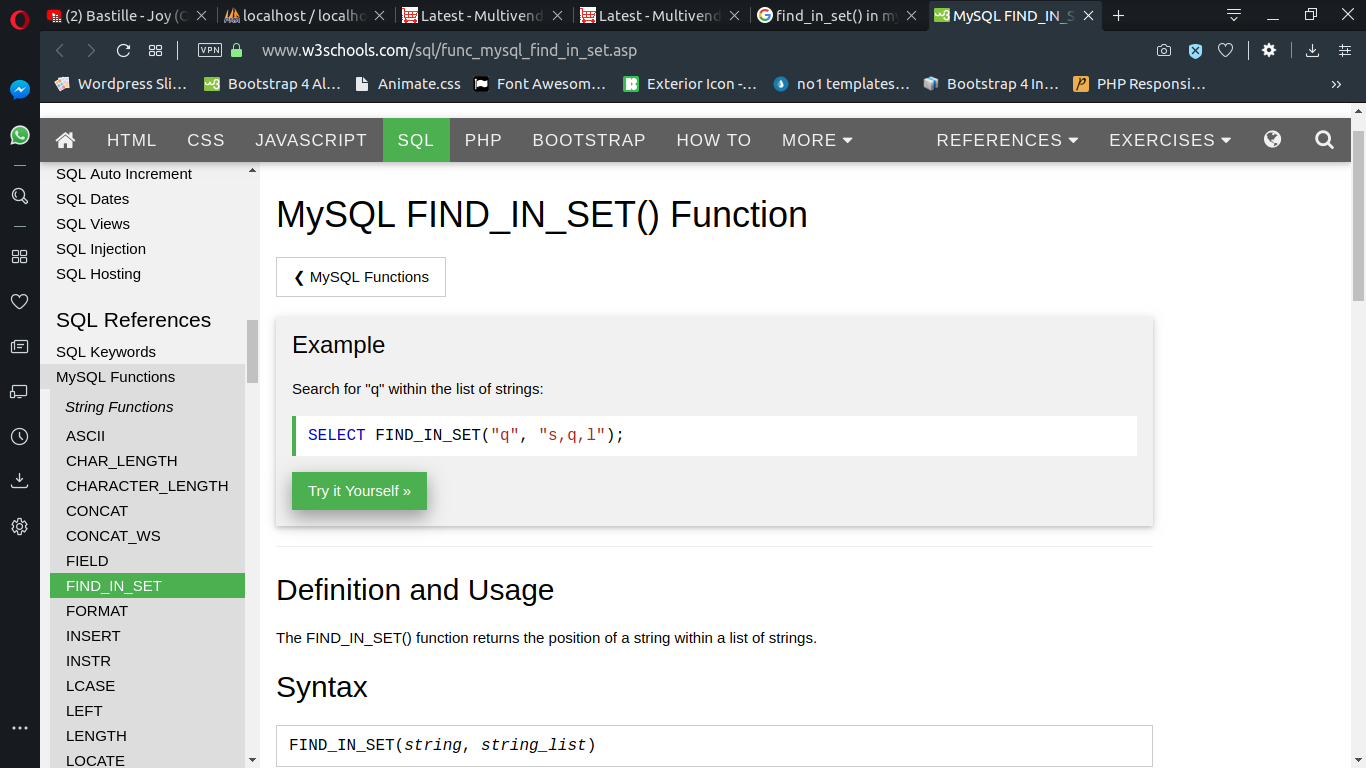 (2) Bastille - Joy (O
localhost / localho
Latest - Multivend
Latest - Multivend
find_in_set() in my
MySQL FIND_IN_S
VPN
www.w3schools.com/sql/func_mysql_find_in_set.asp
Wordpress Sli...
Bootstrap 4 Al...
Animate.css
Font Awesom...
Exterior Icon -...
no1 templates...
Bootstrap 4 In...
PHP Responsi...
»
HTML CSS JAVASCRIPT SQL PHP BOOTSTRAP HOW TO MORE REFERENCES EXERCISES
SQL Auto Increment
SQL Dates
SQL Views
SQL Injection
SQL Hosting
SQL References
SQL Keywords
MySQL Functions
String Functions
ASCII
CHAR_LENGTH
CHARACTER_LENGTH
CONCAT
CONCAT_WS
FIELD
FIND_IN_SET
FORMAT
INSERT
INSTR
LCASE
LEFT
LENGTH
LOCATE
MySQL FIND_IN_SET() Function
❮ MySQL Functions
Example
Search for "q" within the list of strings:
SELECT FIND_IN_SET("q", "s,q,l");
Try it Yourself »
Definition and Usage
The FIND_IN_SET() function returns the position of a string within a list of strings.
Syntax
FIND_IN_SET(string, string_list)